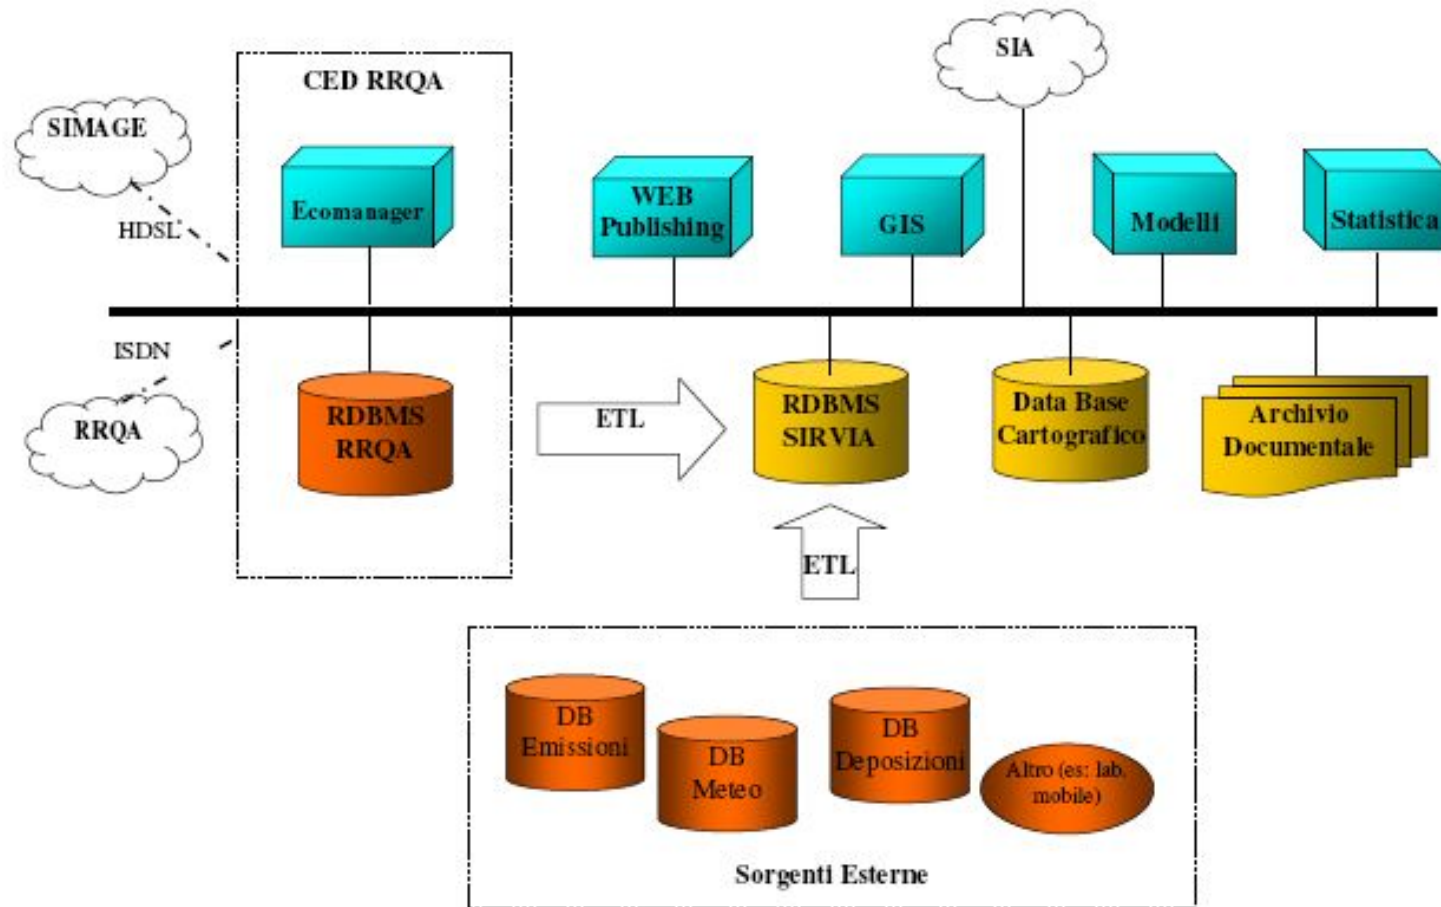 SIA
CED RRQA
SIMAGE
HDSL
Ecomanager
WEB
Publishing
GIS
Modelli
Statistica
ISDN
RRQA
RDBMS
RRQA
ETL
RDBMS
SIRVIA
Data Base
Cartografico
Archivio
Documentale
ETL
DB
Emissioni
DB
Meteo
DB
Deposizioni
Altro (es: lab.
mobile)
Sorgenti Esterne